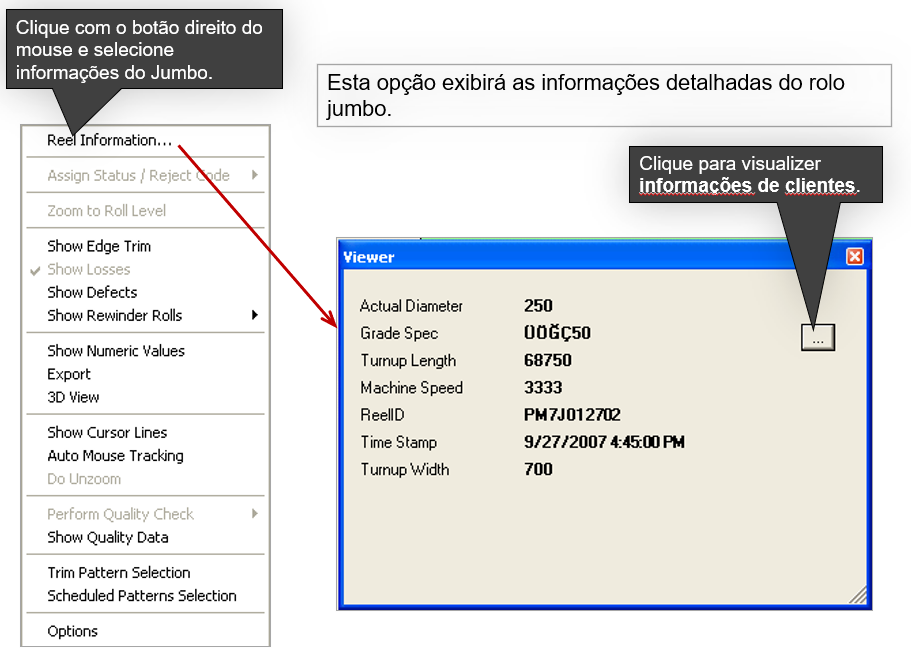 Clique com o botão direito do
mouse e selecione
informações do Jumbo.
Esta opção exibirá as informações detalhadas do rolo
jumbo.
Reel Information...
Assign Status / Reject Code
Zoom to Roll Level
Show Edge Trim
Show Losses
Show Defects
Show Rewinder Rolls
Show Numeric Values
Export
3D View
Show Cursor Lines
Auto Mouse Tracking
Do Unzoom
Perform Quality Check
Show Quality Data
Trim Pattern Selection
Scheduled Patterns Selection
Options
Clique para visualizer
informações de clientes.
Viewer
Actual Diameter 250
Grade Spec ÜÖĞÇ50
Turnup Length 68750
Machine Speed 3333
ReelID PM7J012702
Time Stamp 9/27/2007 4:45:00 PM
Turnup Width 700
...